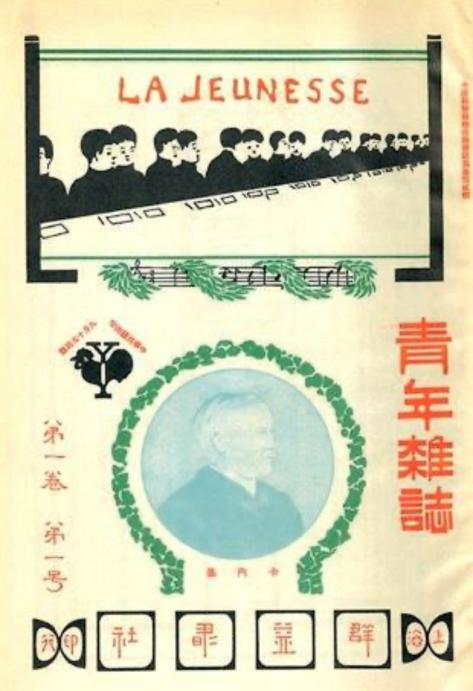 LA JEUNESSE
青年雜誌
第一卷 第一号
卡內基
上海
群益書社
印行